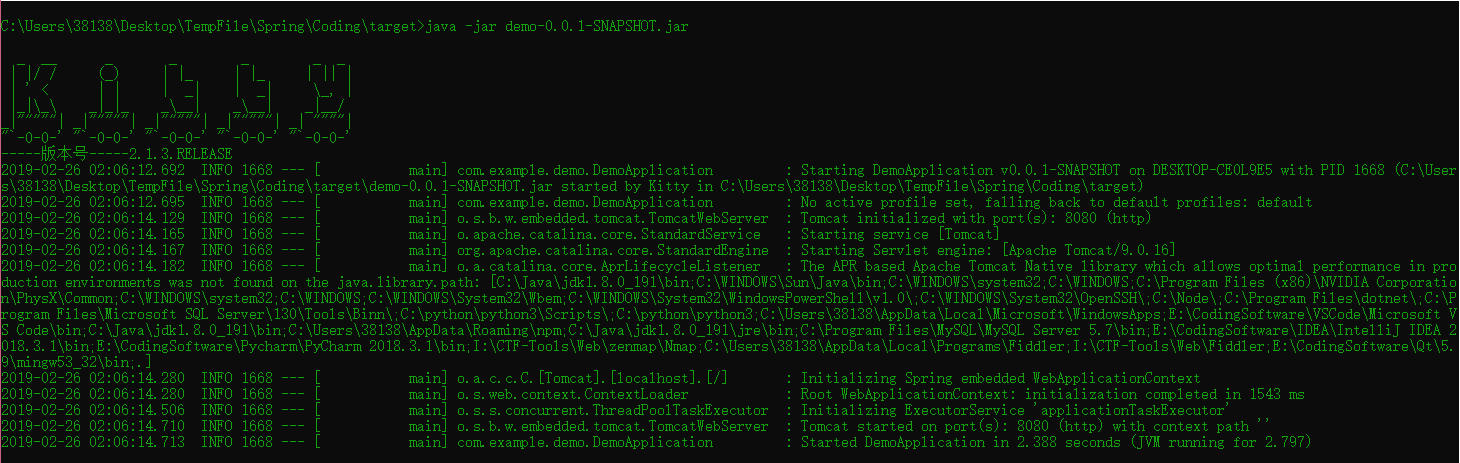 C:\Users\38138\Desktop\TempFile\Spring\Coding\target>java -jar demo-0.0.1-SNAPSHOT.jar
Kitty
-----版本号-----2.1.3.RELEASE
2019-02-26 02:06:12.692  INFO 1668 --- [           main] com.example.demo.DemoApplication         : Starting DemoApplication v0.0.1-SNAPSHOT on DESKTOP-CEOL9E5 with PID 1668 (C:\User
s\38138\Desktop\TempFile\Spring\Coding\target\demo-0.0.1-SNAPSHOT.jar started by Kitty in C:\Users\38138\Desktop\TempFile\Spring\Coding\target)
2019-02-26 02:06:12.695  INFO 1668 --- [           main] com.example.demo.DemoApplication         : No active profile set, falling back to default profiles: default
2019-02-26 02:06:14.129  INFO 1668 --- [           main] o.s.b.w.embedded.tomcat.TomcatWebServer  : Tomcat initialized with port(s): 8080 (http)
2019-02-26 02:06:14.165  INFO 1668 --- [           main] o.apache.catalina.core.StandardService   : Starting service [Tomcat]
2019-02-26 02:06:14.167  INFO 1668 --- [           main] org.apache.catalina.core.StandardEngine  : Starting Servlet engine: [Apache Tomcat/9.0.16]
2019-02-26 02:06:14.182  INFO 1668 --- [           main] o.a.catalina.core.AprLifecycleListener   : The APR based Apache Tomcat Native library which allows optimal performance in pro
duction environments was not found on the java.library.path: [C:\Java\jdk1.8.0_191\bin;C:\WINDOWS\Sun\Java\bin;C:\WINDOWS\system32;C:\WINDOWS;C:\Program Files (x86)\NVIDIA Corporatio
n\PhysX\Common;C:\WINDOWS\system32;C:\WINDOWS;C:\WINDOWS\System32\Wbem;C:\WINDOWS\System32\WindowsPowerShell\v1.0\;C:\WINDOWS\System32\OpenSSH\;C:\Node\;C:\Program Files\dotnet\;C:\P
rogram Files\Microsoft SQL Server\130\Tools\Binn\;C:\python\python3\Scripts\;C:\python\python3;C:\Users\38138\AppData\Local\Microsoft\WindowsApps;E:\CodingSoftware\VSCode\Microsoft V
S Code\bin;C:\Java\jdk1.8.0_191\bin;C:\Users\38138\AppData\Roaming\npm;C:\Java\jdk1.8.0_191\jre\bin;C:\Program Files\MySQL\MySQL Server 5.7\bin;E:\CodingSoftware\IDEA\IntelliJ IDEA 2
018.3.1\bin;E:\CodingSoftware\Pycharm\PyCharm 2018.3.1\bin;I:\CTF-Tools\Web\zenmap\Nmap;C:\Users\38138\AppData\Local\Programs\Fiddler;I:\CTF-Tools\Web\Fiddler;E:\CodingSoftware\Qt\5.
9\mingw53_32\bin;.]
2019-02-26 02:06:14.280  INFO 1668 --- [           main] o.a.c.c.C.[Tomcat].[localhost].[/]       : Initializing Spring embedded WebApplicationContext
2019-02-26 02:06:14.280  INFO 1668 --- [           main] o.s.web.context.ContextLoader            : Root WebApplicationContext: initialization completed in 1543 ms
2019-02-26 02:06:14.506  INFO 1668 --- [           main] o.s.s.concurrent.ThreadPoolTaskExecutor  : Initializing ExecutorService 'applicationTaskExecutor'
2019-02-26 02:06:14.710  INFO 1668 --- [           main] o.s.b.w.embedded.tomcat.TomcatWebServer  : Tomcat started on port(s): 8080 (http) with context path ''
2019-02-26 02:06:14.713  INFO 1668 --- [           main] com.example.demo.DemoApplication         : Started DemoApplication in 2.388 seconds (JVM running for 2.797)